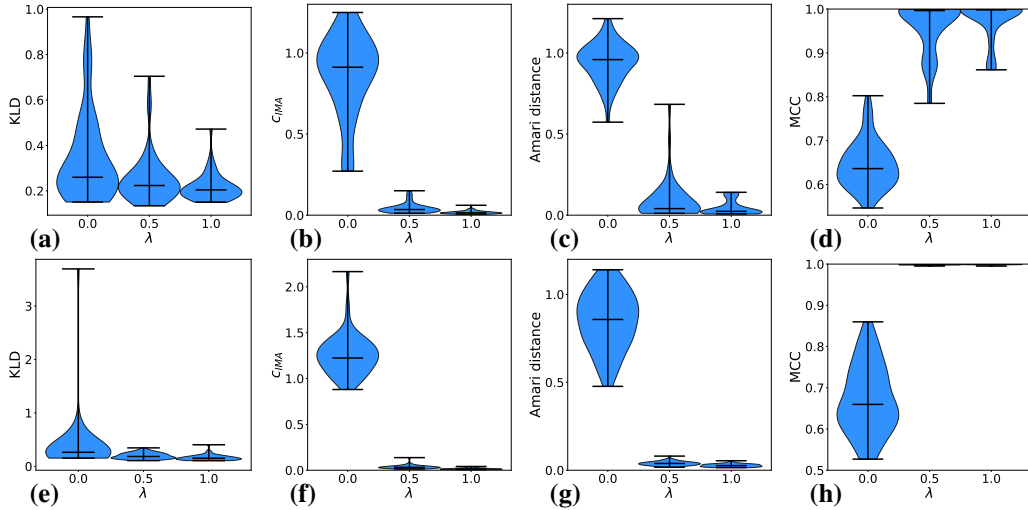 1.0
0.8
0.6
0.4
0.2
KLD
0.0 0.5 1.0
(a) λ
1.0
0.5
0.0
c_IMA
0.0 0.5 1.0
(b) λ
1.0
0.5
0.0
Amari distance
0.0 0.5 1.0
(c) λ
1.0
0.9
0.8
0.7
0.6
MCC
0.0 0.5 1.0
(d) λ
3
2
1
0
KLD
0.0 0.5 1.0
(e) λ
2.0
1.5
1.0
0.5
0.0
c_IMA
0.0 0.5 1.0
(f) λ
1.0
0.5
0.0
Amari distance
0.0 0.5 1.0
(g) λ
1.0
0.9
0.8
0.7
0.6
0.5
MCC
0.0 0.5 1.0
(h) λ